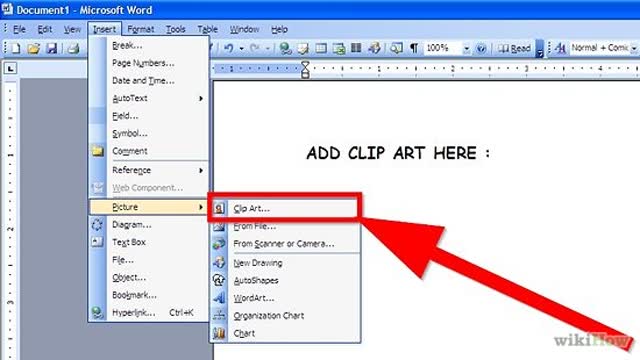 Document1 - Microsoft Word
File Edit View Insert Format Tools Table Window Help
100% Read Normal + Comic
Break...
Page Numbers...
Date and Time...
AutoText
Field...
Symbol...
Comment
Reference
Web Component...
Picture
Diagram...
Text Box
File...
Object...
Bookmark...
Hyperlink... Ctrl+K
Clip Art...
From File...
From Scanner or Camera...
New Drawing
AutoShapes
WordArt...
Organization Chart
Chart
ADD CLIP ART HERE :
wikiHow